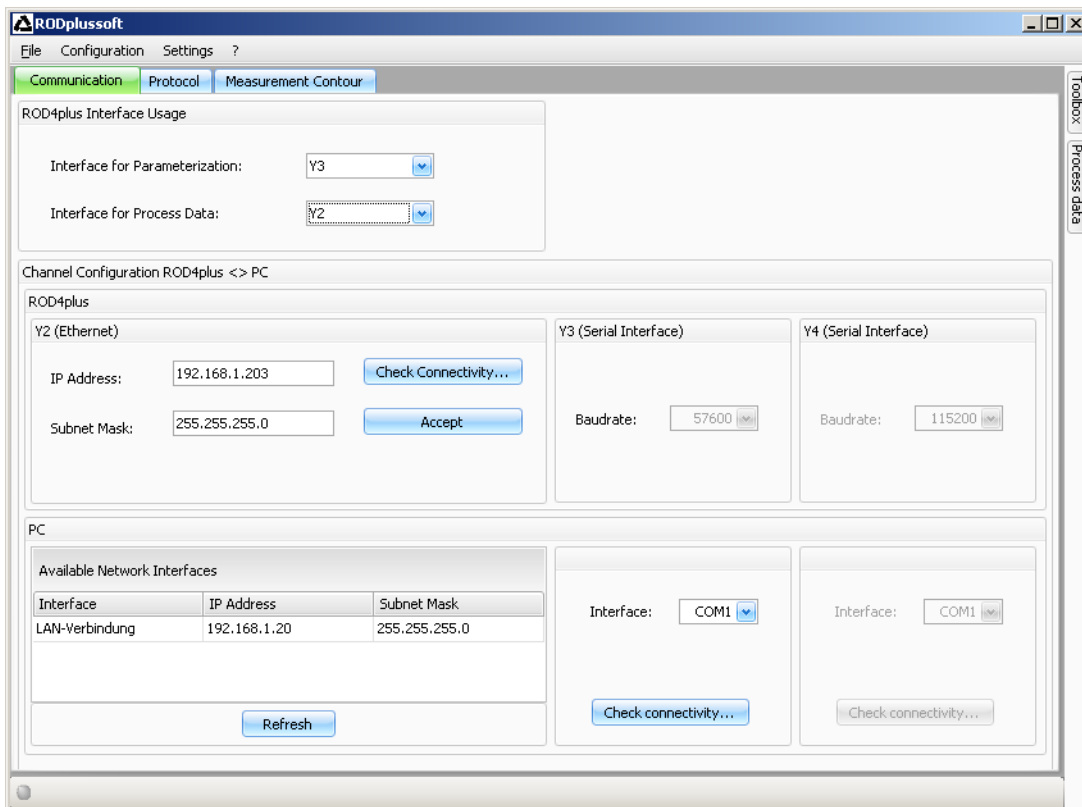 RODplussoft
File Configuration Settings ?
Communication Protocol Measurement Contour
Toolbox
Process data
ROD4plus Interface Usage
Interface for Parameterization: Y3
Interface for Process Data: Y2
Channel Configuration ROD4plus <> PC
ROD4plus
Y2 (Ethernet)
IP Address: 192.168.1.203 Check Connectivity...
Subnet Mask: 255.255.255.0 Accept
Y3 (Serial Interface)
Baudrate: 57600
Y4 (Serial Interface)
Baudrate: 115200
PC
Available Network Interfaces
Interface IP Address Subnet Mask
LAN-Verbindung 192.168.1.20 255.255.255.0
Refresh
Interface: COM1
Check connectivity...
Interface: COM1
Check connectivity...